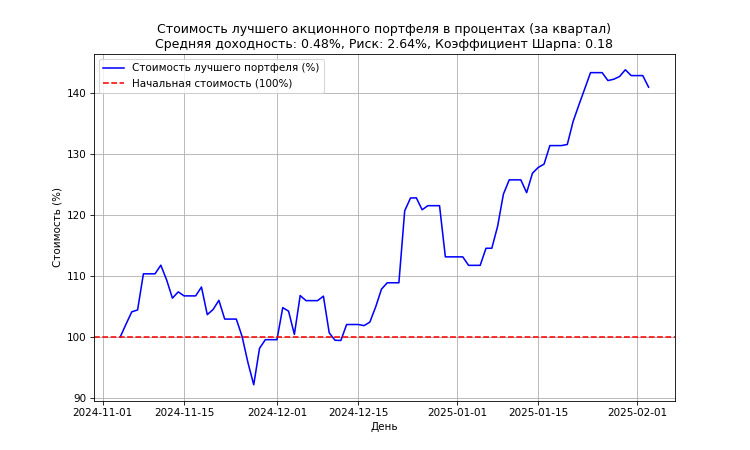 Стоимость лучшего акционного портфеля в процентах (за квартал)
Средняя доходность: 0.48%, Риск: 2.64%, Коэффициент Шарпа: 0.18
Стоимость лучшего портфеля (%)
Начальная стоимость (100%)
Стоимость (%)
140
130
120
110
100
90
2024-11-01
2024-11-15
2024-12-01
2024-12-15
2025-01-01
2025-01-15
2025-02-01
День